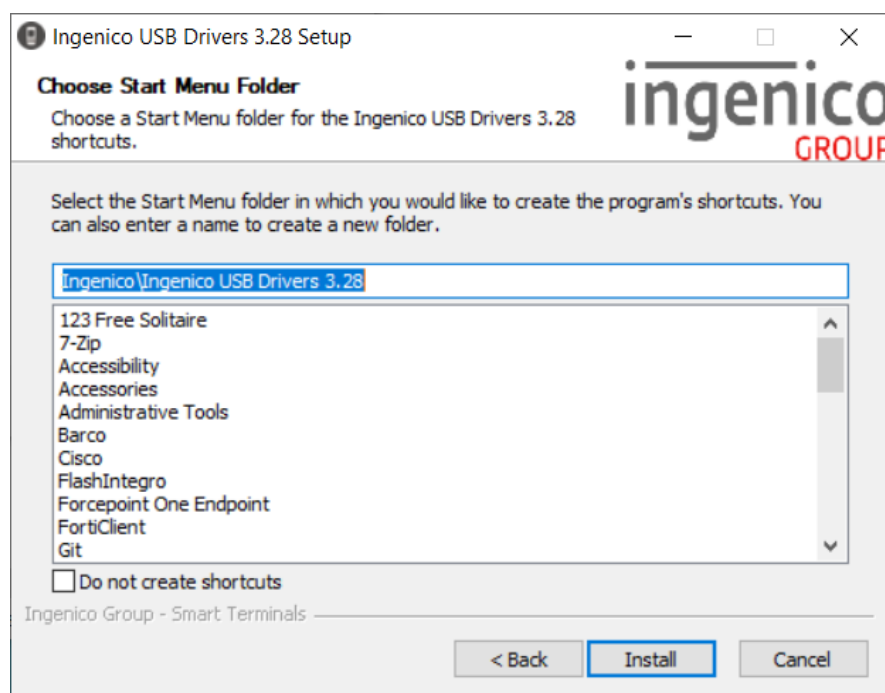 Ingenico USB Drivers 3.28 Setup
Choose Start Menu Folder
Choose a Start Menu folder for the Ingenico USB Drivers 3.28
shortcuts.
ingenico
GROUP
Select the Start Menu folder in which you would like to create the program's shortcuts. You
can also enter a name to create a new folder.
Ingenico\Ingenico USB Drivers 3.28
123 Free Solitaire
7-Zip
Accessibility
Accessories
Administrative Tools
Barco
Cisco
FlashIntegro
Forcepoint One Endpoint
FortiClient
Git
Do not create shortcuts
Ingenico Group - Smart Terminals
< Back
Install
Cancel